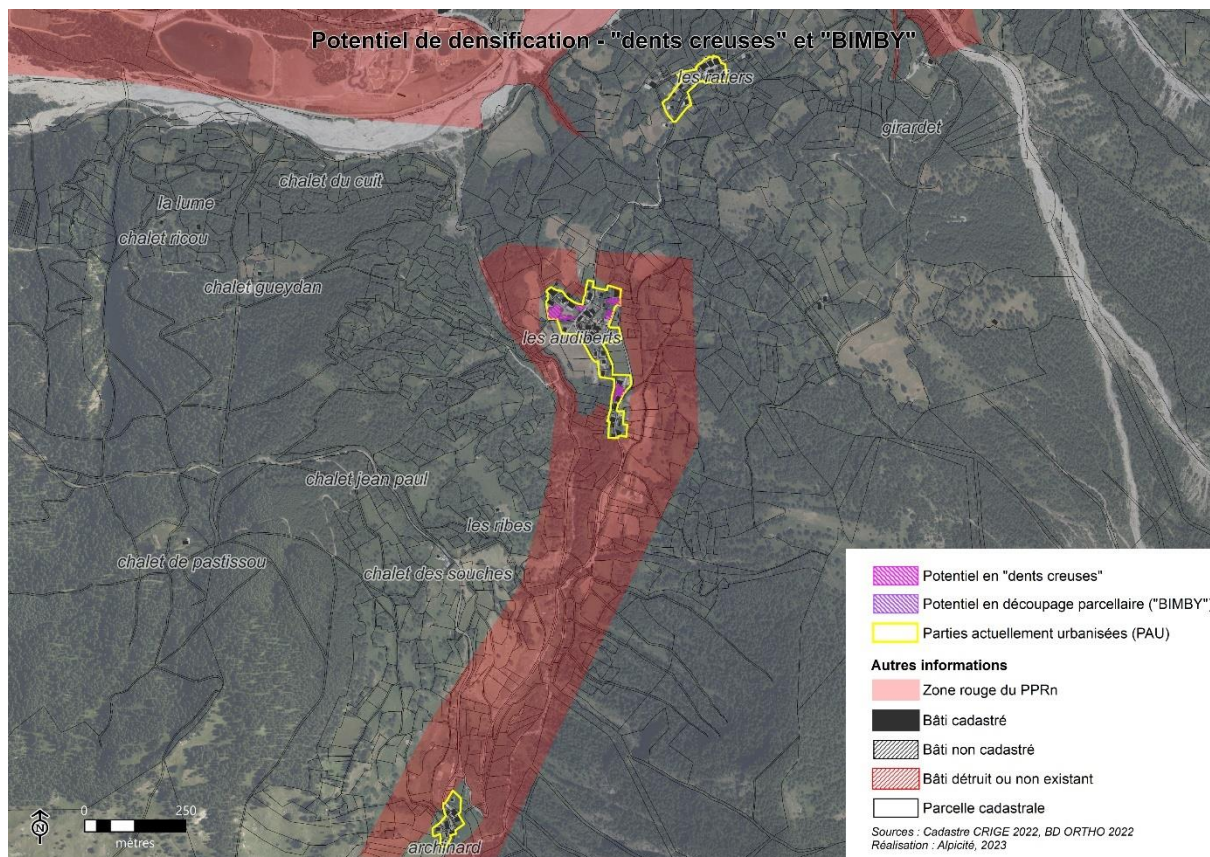 Potentiel de densification - "dents creuses" et "BIMBY"
les ratiers
girardet
chalet du cuit
la lume
chalet ricou
chalet gueydan
les audiberts
chalet jean paul
les ribes
chalet de pastissou
chalet des souches
archinard
Potentiel en "dents creuses"
Potentiel en découpage parcellaire ("BIMBY")
Parties actuellement urbanisées (PAU)
Autres informations
Zone rouge du PPRn
Bâti cadastré
Bâti non cadastré
Bâti détruit ou non existant
Parcelle cadastrale
Sources : Cadastre CRIGE 2022, BD ORTHO 2022
Réalisation : Alpicité, 2023
N
0 250
mètres